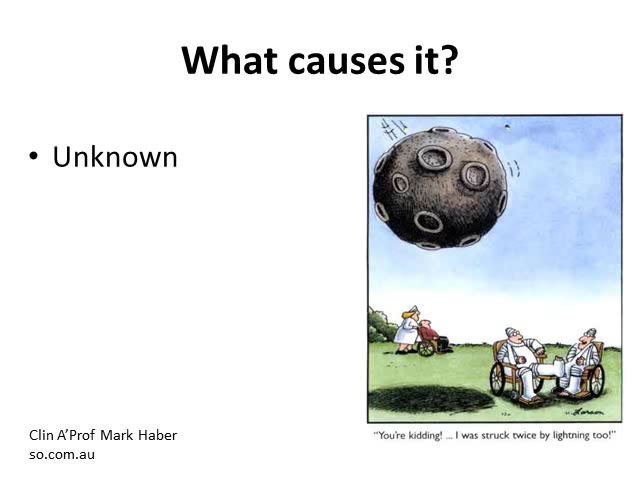 What causes it?
• Unknown
Larson
"You're kidding! ... I was struck twice by lightning too!"
Clin A'Prof Mark Haber
so.com.au